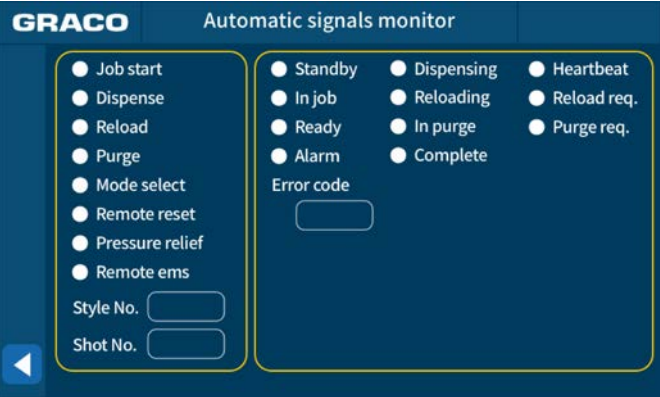 GRACO
Automatic signals monitor
Job start
Dispense
Reload
Purge
Mode select
Remote reset
Pressure relief
Remote ems
Style No.
Shot No.
Standby
Dispensing
Heartbeat
In job
Reloading
Reload req.
Ready
In purge
Purge req.
Alarm
Complete
Error code